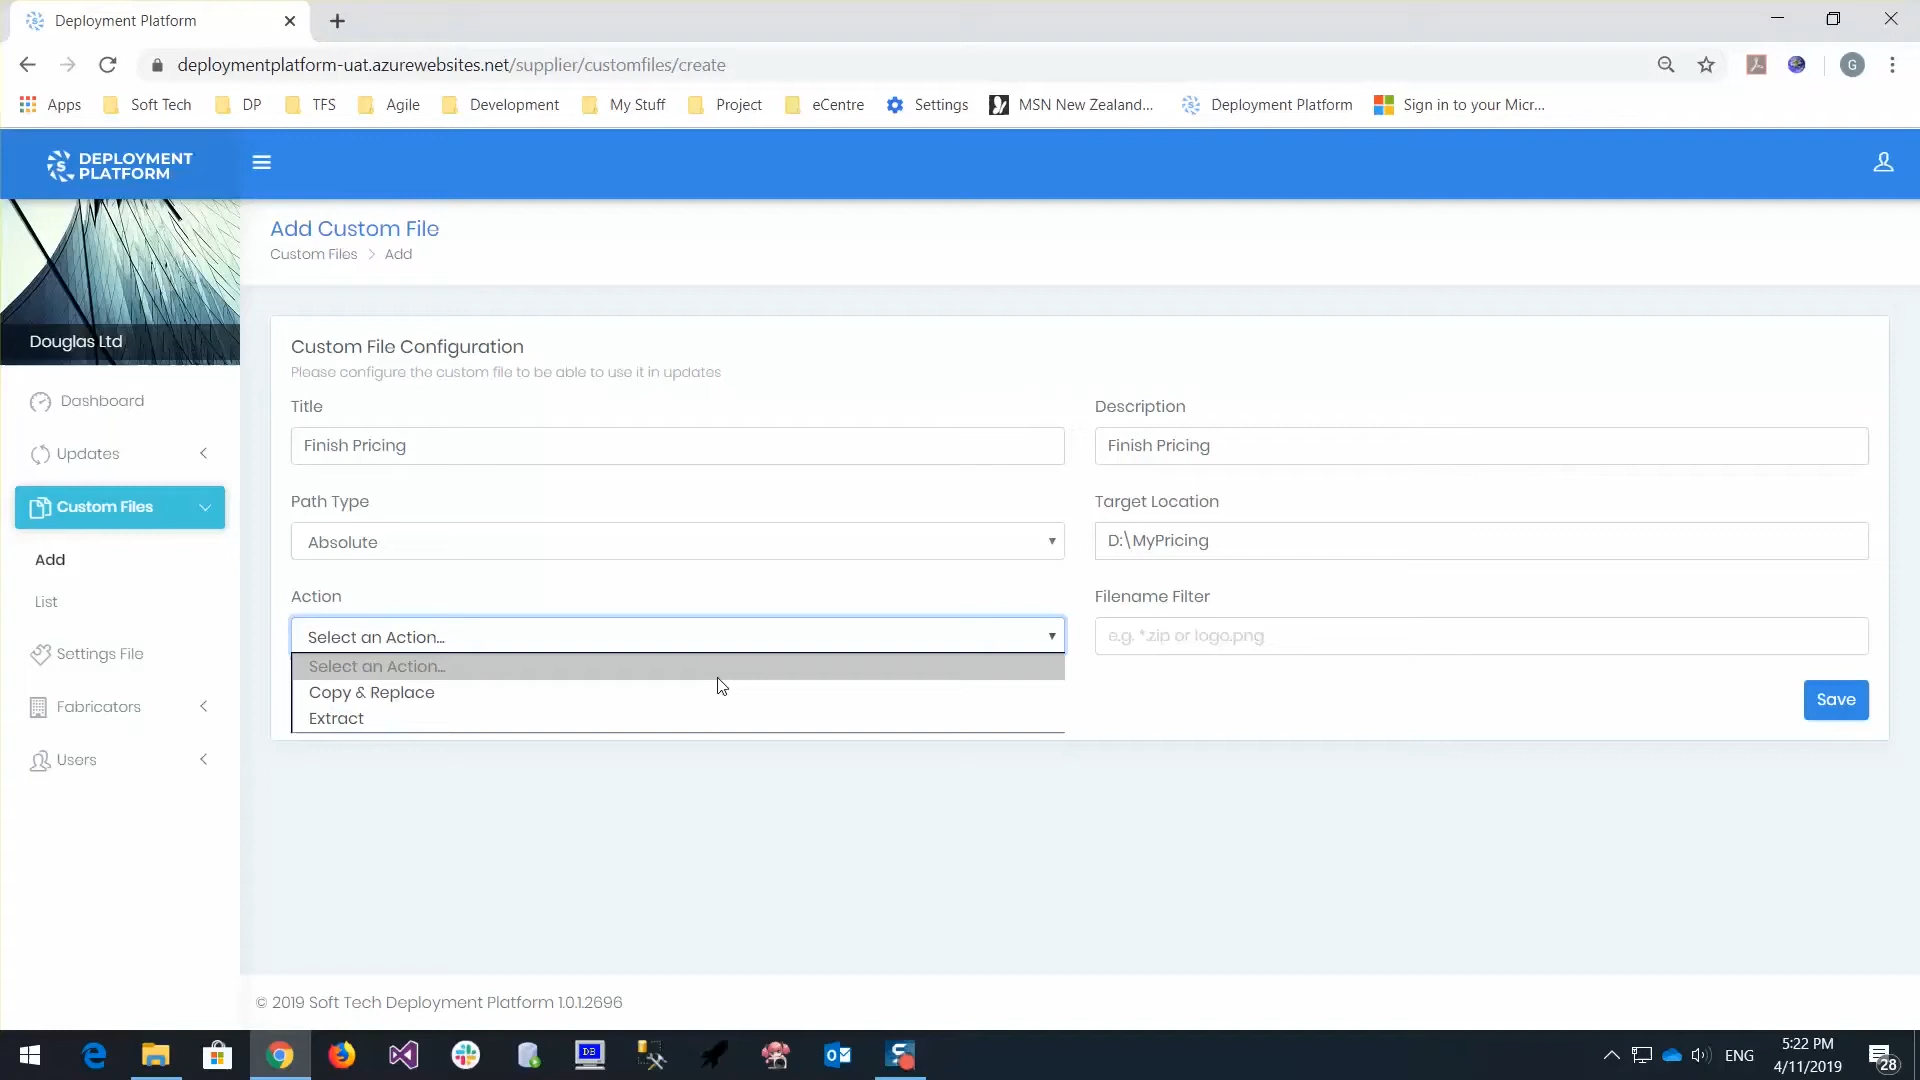 Deployment Platform
deploymentplatform-uat.azurewebsites.net/supplier/customfiles/create
G
Apps Soft Tech DP TFS Agile Development My Stuff Project eCentre Settings MSN New Zealand... Deployment Platform Sign in to your Micr...
DEPLOYMENT
PLATFORM
Add Custom File
Custom Files > Add
Douglas Ltd
Dashboard
Updates
Custom Files
Add
List
Settings File
Fabricators
Users
Custom File Configuration
Please configure the custom file to be able to use it in updates
Title
Finish Pricing
Description
Finish Pricing
Path Type
Absolute
Target Location
D:\MyPricing
Action
Select an Action...
Select an Action...
Copy & Replace
Extract
Filename Filter
e.g. *.zip or logo.png
Save
© 2019 Soft Tech Deployment Platform 1.0.1.2696
DB
ENG
5:22 PM
4/11/2019
28